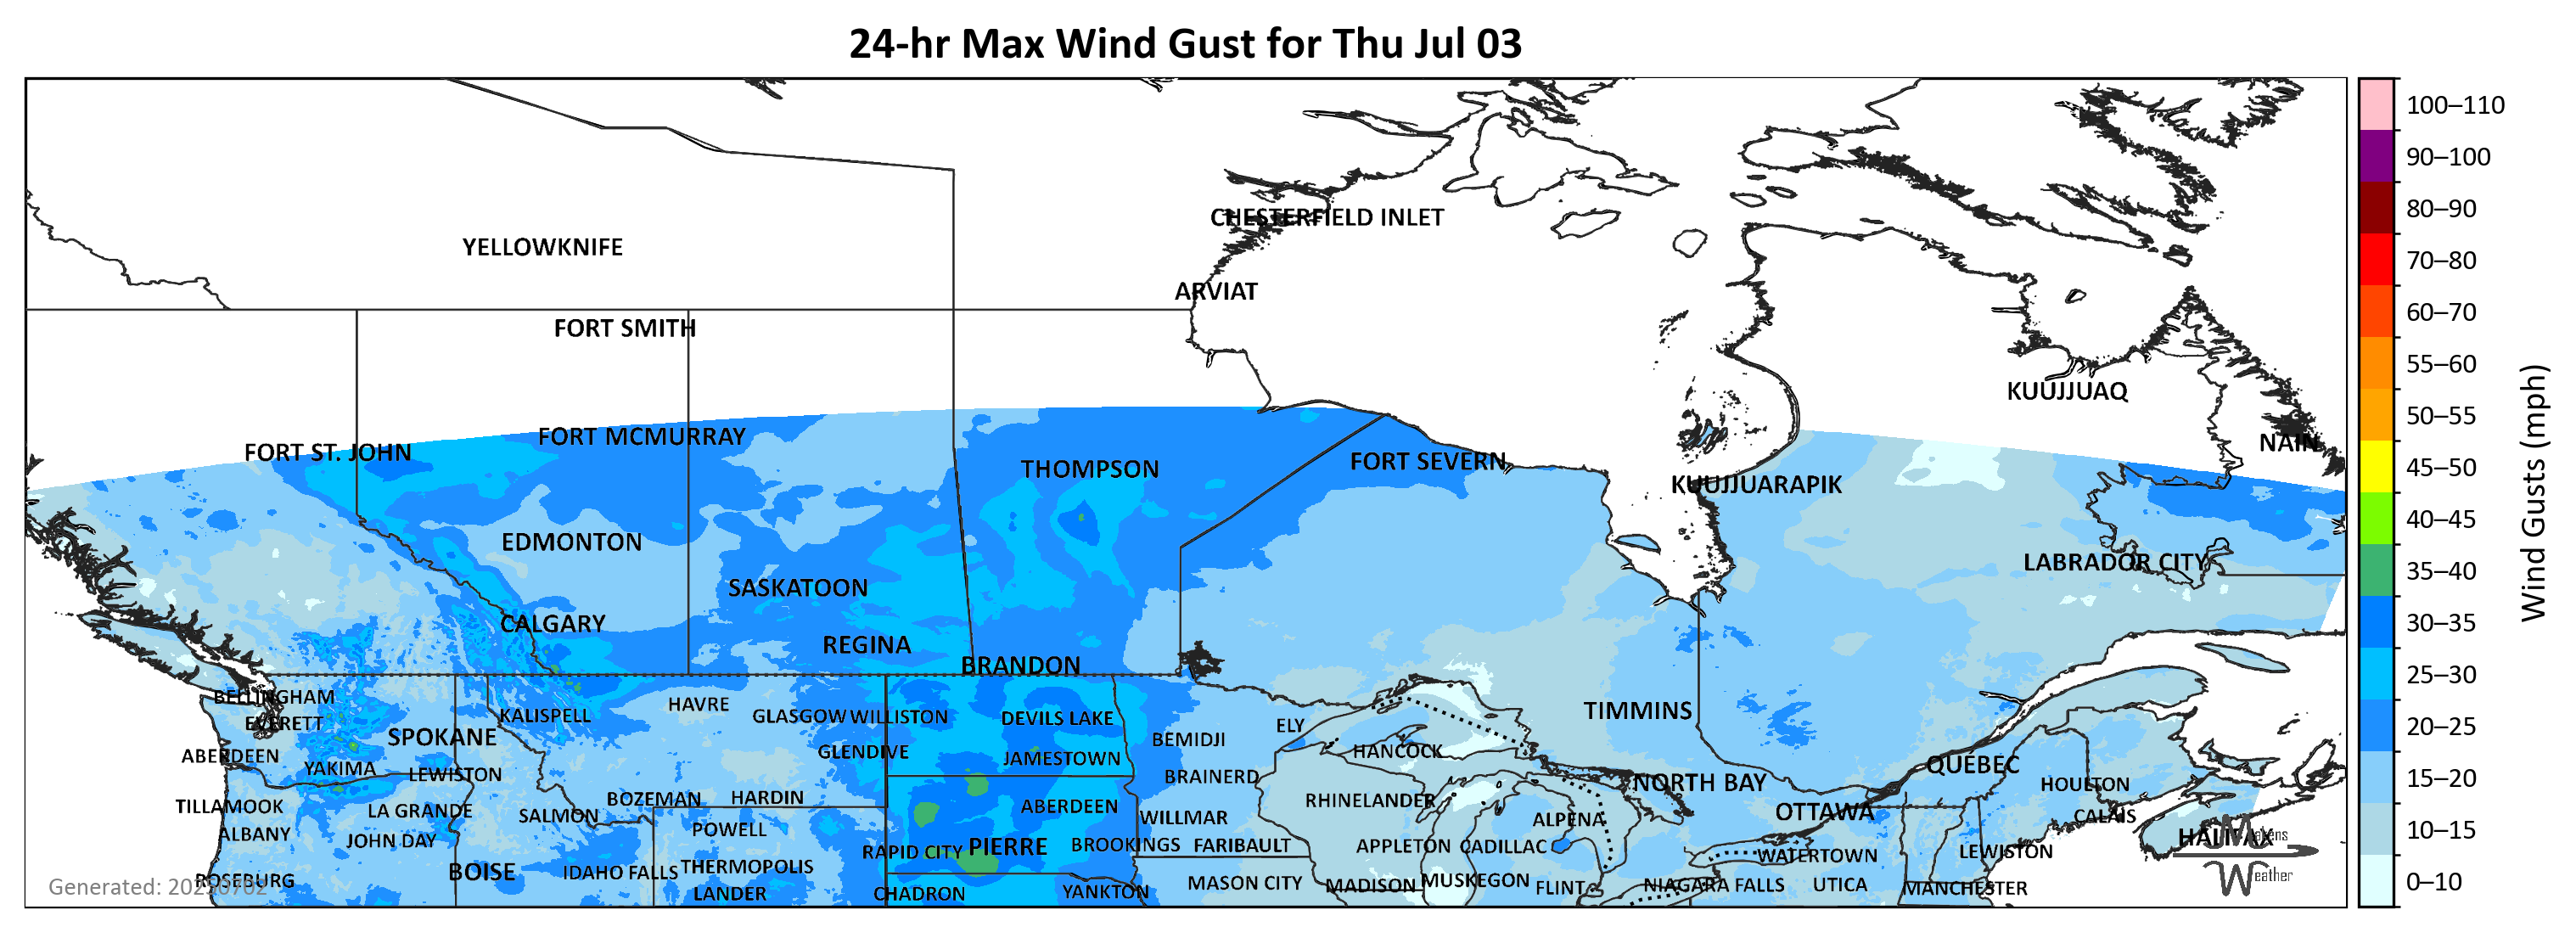 24-hr Max Wind Gust for Thu Jul 03
100–110
90–100
80–90
70–80
60–70
55–60
50–55
45–50
40–45
35–40
30–35
25–30
20–25
15–20
10–15
0–10
Wind Gusts (mph)
CHESTERFIELD INLET
YELLOWKNIFE
ARVIAT
FORT SMITH
KUUJJUAQ
FORT MCMURRAY
NAIN
FORT ST. JOHN
FORT SEVERN
THOMPSON
KUUJJUARAPIK
EDMONTON
LABRADOR CITY
SASKATOON
CALGARY
REGINA
BRANDON
BELLINGHAM
HAVRE
TIMMINS
KALISPELL
GLASGOW
WILLISTON
DEVILS LAKE
EVERETT
ELY
SPOKANE
BEMIDJI
HANCOCK
GLENDIVE
ABERDEEN
JAMESTOWN
QUÉBEC
YAKIMA
LEWISTON
BRAINERD
NORTH BAY
HOULTON
BOZEMAN
HARDIN
RHINELANDER
TILLAMOOK
LA GRANDE
ABERDEEN
OTTAWA
SALMON
WILLMAR
ALPENA
CALAIS
POWELL
ALBANY
HALIFAX
Makens
JOHN DAY
RAPID CITY
PIERRE
BROOKINGS
FARIBAULT
APPLETON
CADILLAC
WATERTOWN
LEWISTON
THERMOPOLIS
BOISE
IDAHO FALLS
Weather
ROSEBURG
MASON CITY
MADISON
MUSKEGON
FLINT
NIAGARA FALLS
UTICA
MANCHESTER
LANDER
CHADRON
YANKTON
Generated: 20250702